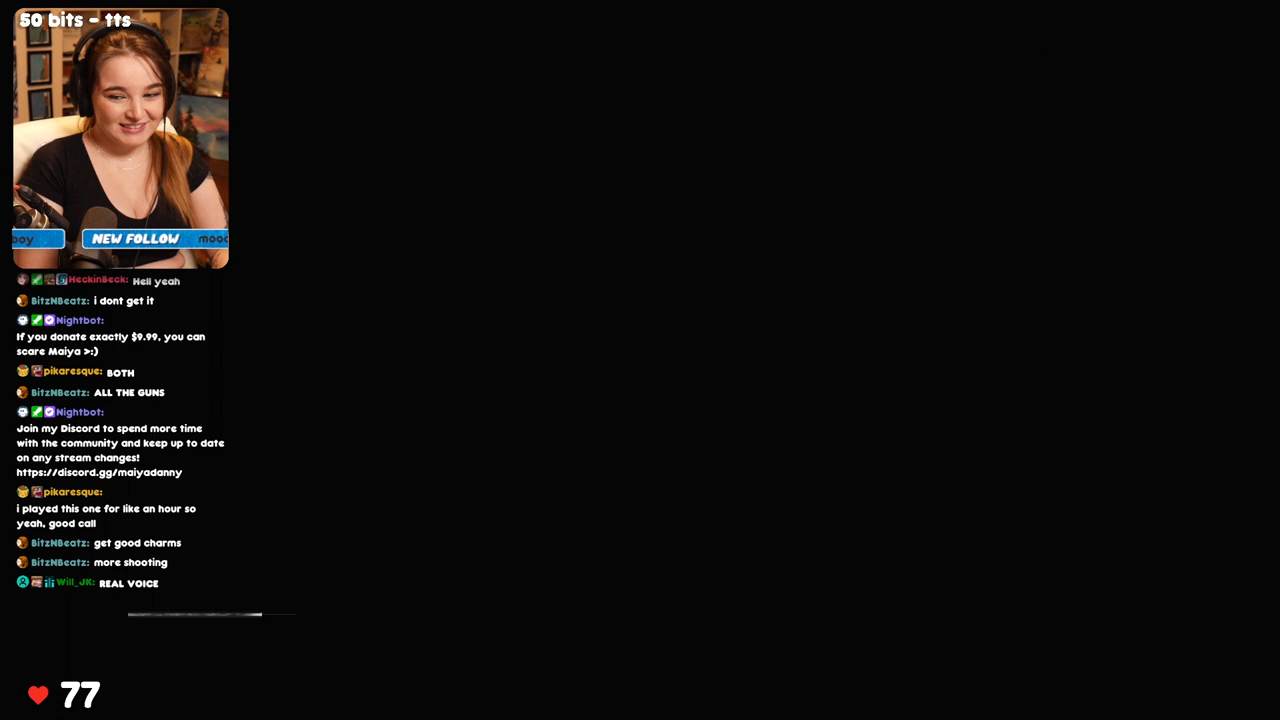 50 bits - tts
boy
NEW FOLLOW
mood
HeckinBeck: Hell yeah
BitzNBeatz: i dont get it
Nightbot:
If you donate exactly $9.99, you can
scare Maiya >:)
pikaresque: BOTH
BitzNBeatz: ALL THE GUNS
Nightbot:
Join my Discord to spend more time
with the community and keep up to date
on any stream changes!
https://discord.gg/maiyadanny
pikaresque:
i played this one for like an hour so
yeah, good call
BitzNBeatz: get good charms
BitzNBeatz: more shooting
Will_JK: REAL VOICE
77